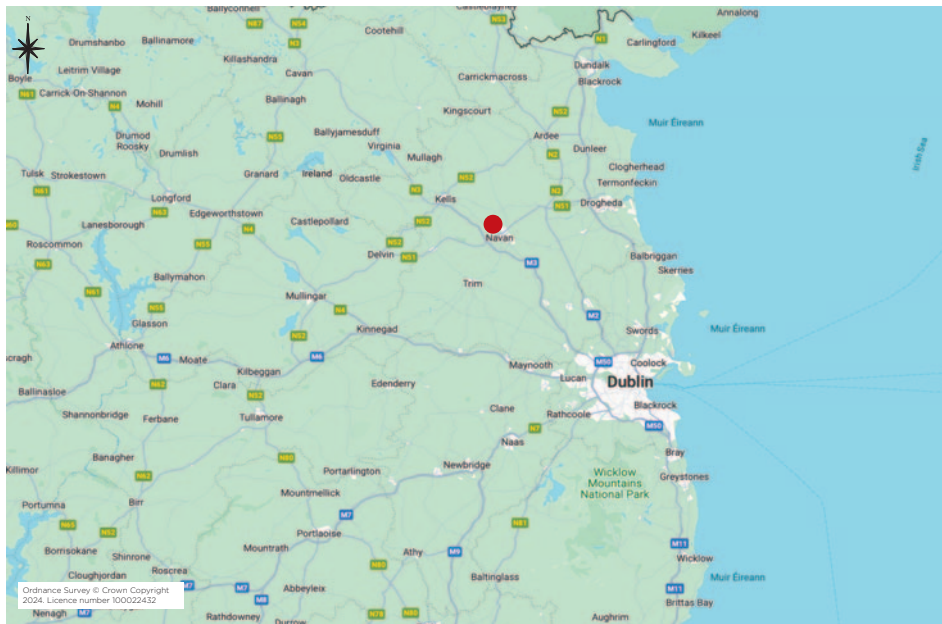 Ballyconnell
Castleblayney
Annalong
N
N87
N54
N53
Cootehill
Kilkeel
Drumshanbo
Ballinamore
N3
N1
Carlingford
Killashandra
Dundalk
Leitrim Village
Cavan
Carrickmacross
Blackrock
Boyle
N61
Carrick-On-Shannon
N4
Mohill
Ballinagh
Kingscourt
N52
Muir Éireann
Drumod
Roosky
N55
Ballyjamesduff
Virginia
Ardee
Irish Sea
Drumlish
Mullagh
N2
Dunleer
Clogherhead
Tulsk
Strokestown
Granard
Ireland
Oldcastle
N52
Termonfeckin
N61
N3
N2
Longford
Kells
N51
Drogheda
N63
Edgeworthstown
Castlepollard
N52
Lanesborough
N4
N60
Navan
Roscommon
N55
N52
Delvin
N51
Balbriggan
N63
M3
Skerries
Ballymahon
Trim
N61
Mullingar
N55
N4
M2
Glasson
Kinnegad
Swords
Muir Éireann
N52
Athlone
cragh
M6
Moate
M6
Maynooth
M50
Coolock
Kilbeggan
Lucan
Dublin
Ballinasloe
N62
Clara
N52
Edenderry
Clane
Blackrock
Shannonbridge
Ferbane
Tullamore
Rathcoole
M50
N7
Naas
Bray
Banagher
N80
Newbridge
Killimor
N62
Portarlington
Wicklow
Mountains
National Park
Greystones
Birr
Mountmellick
Portumna
M7
N65
N52
Portlaoise
N81
Borrisokane
Shinrone
Mountrath
Athy
M9
M11
Wicklow
Cloughjordan
Roscrea
N80
Baltinglass
Muir Éireann
M7
M7
Abbeyleix
M11
M8
Brittas Bay
Nenagh
M7
Rathdowney
Durrow
N78
N80
Aughrim
Ordnance Survey © Crown Copyright
2024. Licence number 100022432